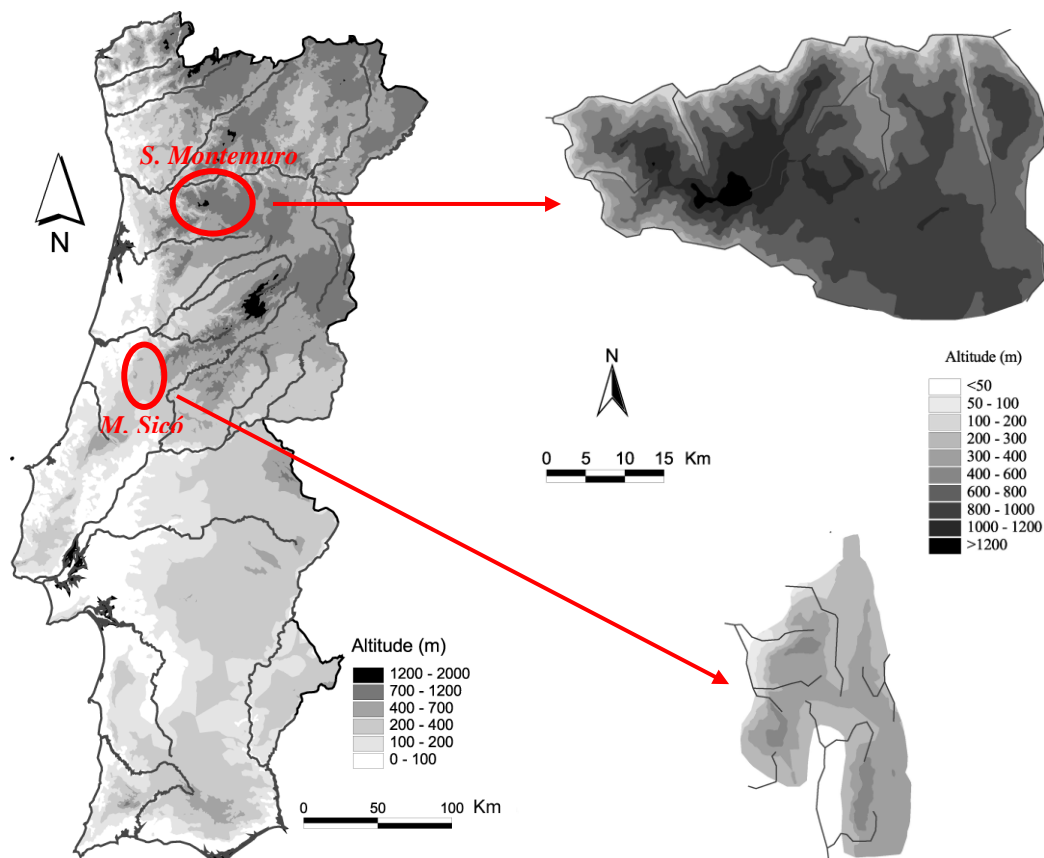 S. Montemuro
N
M. Sicó
Altitude (m)
1200 - 2000
700 - 1200
400 - 700
200 - 400
100 - 200
0 - 100
0 50 100 Km
N
0 5 10 15 Km
Altitude (m)
<50
50 - 100
100 - 200
200 - 300
300 - 400
400 - 600
600 - 800
800 - 1000
1000 - 1200
>1200